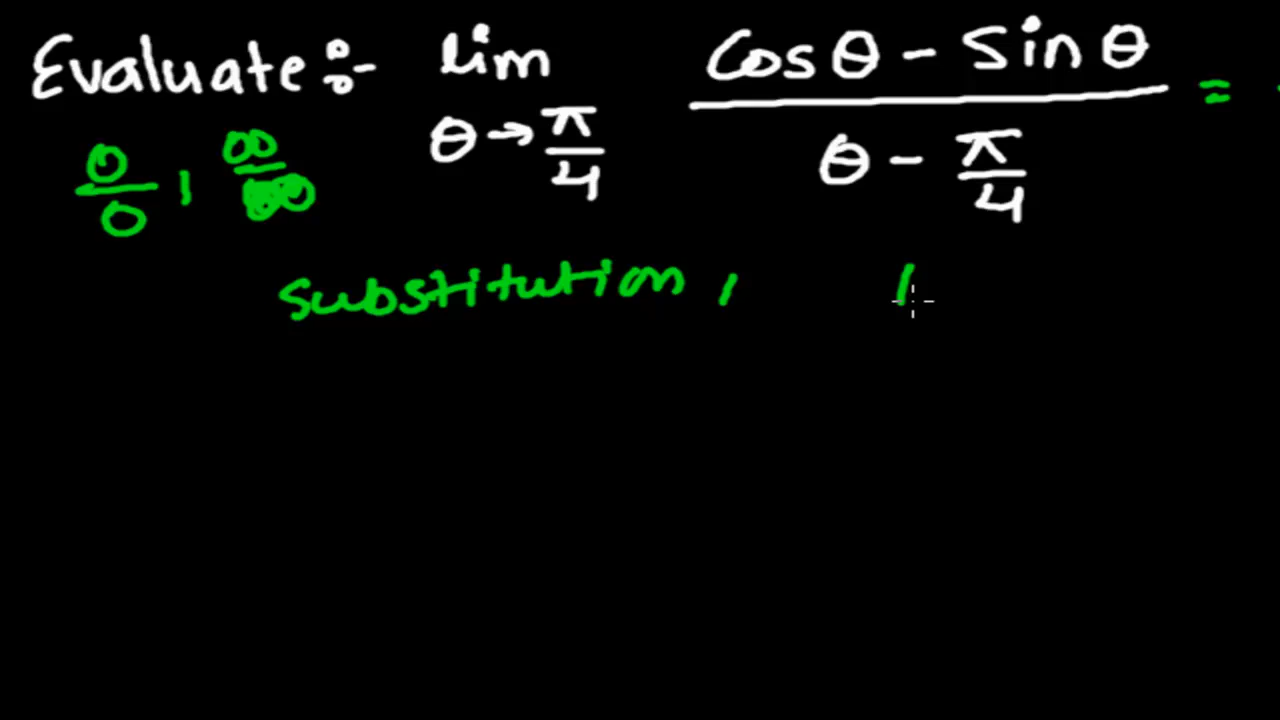 Evaluate :- lim θ→π/4 (cos θ - sin θ)/(θ - π/4) =
0/0 , ∞/∞
substitution ,